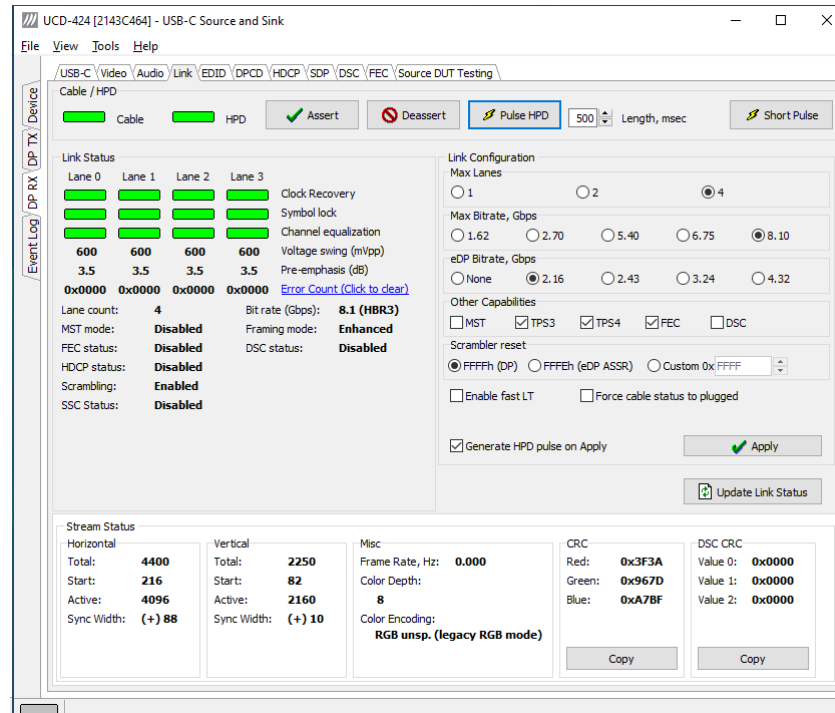 UCD-424 [2143C464] - USB-C Source and Sink
File View Tools Help
USB-C Video Audio Link EDID DPCD HDCP SDP DSC FEC Source DUT Testing
Device
DP TX
DP RX
Event Log
Cable / HPD
Cable HPD Assert Deassert Pulse HPD 500 Length, msec Short Pulse
Link Status
Lane 0 Lane 1 Lane 2 Lane 3
Clock Recovery
Symbol lock
Channel equalization
600 600 600 600 Voltage swing (mVpp)
3.5 3.5 3.5 3.5 Pre-emphasis (dB)
0x0000 0x0000 0x0000 0x0000 Error Count (Click to clear)
Lane count: 4 Bit rate (Gbps): 8.1 (HBR3)
MST mode: Disabled Framing mode: Enhanced
FEC status: Disabled DSC status: Disabled
HDCP status: Disabled
Scrambling: Enabled
SSC Status: Disabled
Link Configuration
Max Lanes
1 2 4
Max Bitrate, Gbps
1.62 2.70 5.40 6.75 8.10
eDP Bitrate, Gbps
None 2.16 2.43 3.24 4.32
Other Capabilities
MST TPS3 TPS4 FEC DSC
Scrambler reset
FFFFh (DP) FFFEh (eDP ASSR) Custom 0x FFFF
Enable fast LT Force cable status to plugged
Generate HPD pulse on Apply Apply
Update Link Status
Stream Status
Horizontal
Total: 4400
Start: 216
Active: 4096
Sync Width: (+) 88
Vertical
Total: 2250
Start: 82
Active: 2160
Sync Width: (+) 10
Misc
Frame Rate, Hz: 0.000
Color Depth:
8
Color Encoding:
RGB unsp. (legacy RGB mode)
CRC
Red: 0x3F3A
Green: 0x967D
Blue: 0xA7BF
Copy
DSC CRC
Value 0: 0x0000
Value 1: 0x0000
Value 2: 0x0000
Copy